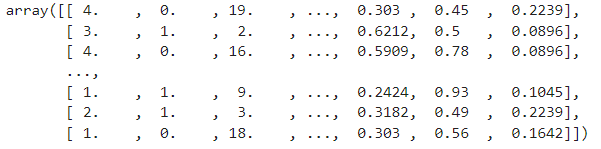 array([[ 4.    ,  0.    , 19.    , ...,  0.303 ,  0.45  ,  0.2239],
       [ 3.    ,  1.    ,  2.    , ...,  0.6212,  0.5   ,  0.0896],
       [ 4.    ,  0.    , 16.    , ...,  0.5909,  0.78  ,  0.0896],
       ...,
       [ 1.    ,  1.    ,  9.    , ...,  0.2424,  0.93  ,  0.1045],
       [ 2.    ,  1.    ,  3.    , ...,  0.3182,  0.49  ,  0.2239],
       [ 1.    ,  0.    , 18.    , ...,  0.303 ,  0.56  ,  0.1642]])